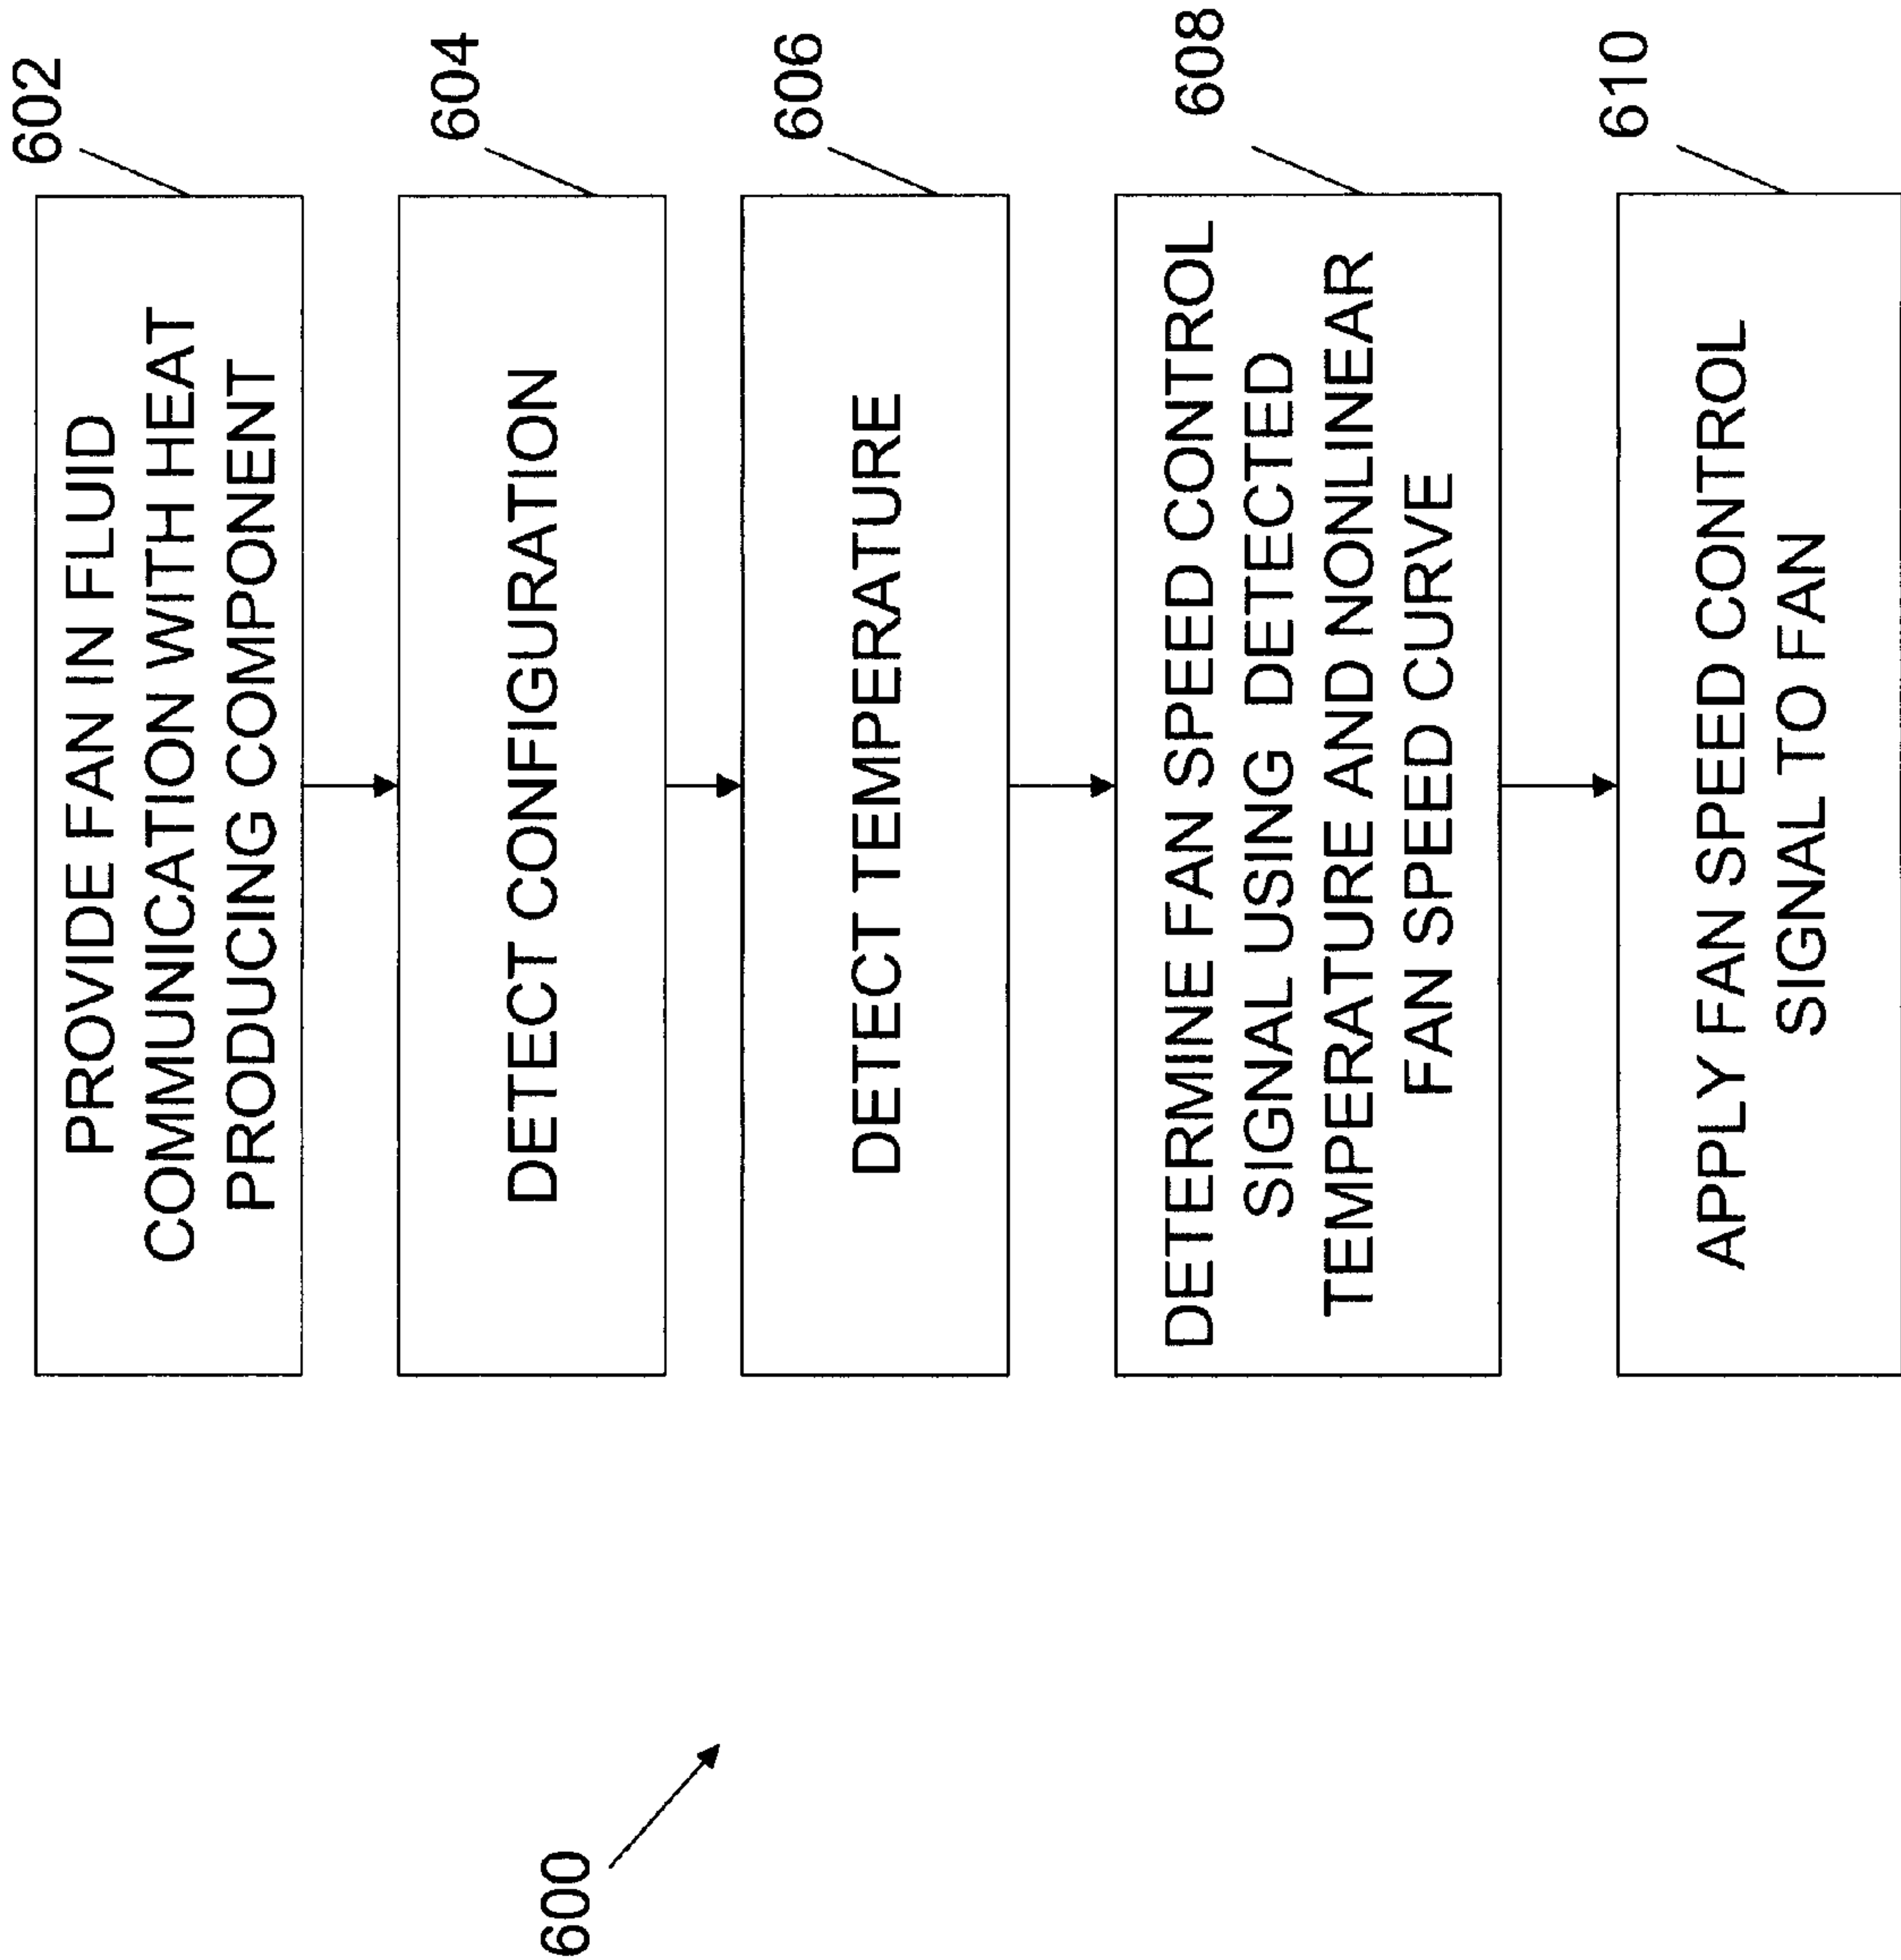 602
PROVIDE FAN IN FLUID
COMMUNICATION WITH HEAT
PRODUCING COMPONENT
604
DETECT CONFIGURATION
606
DETECT TEMPERATURE
608
DETERMINE FAN SPEED CONTROL
SIGNAL USING DETECTED
TEMPERATURE AND NONLINEAR
FAN SPEED CURVE
610
APPLY FAN SPEED CONTROL
SIGNAL TO FAN
600